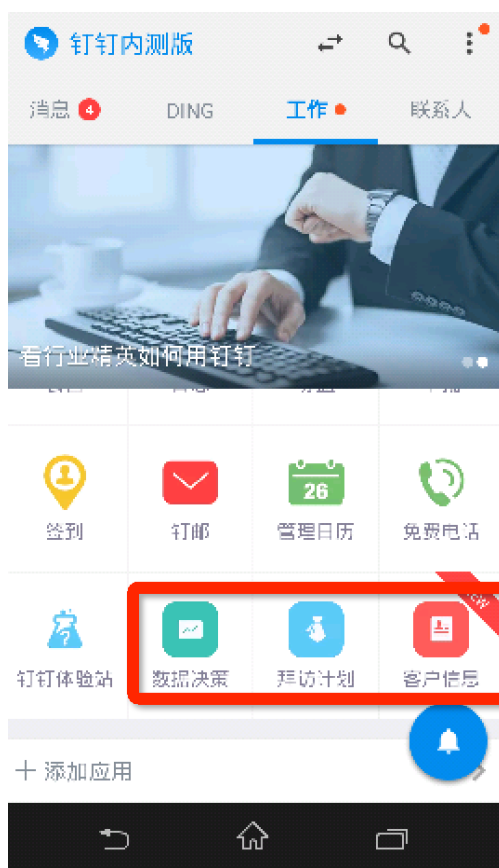 钉钉内测版
消息 4 DING 工作 联系人
看行业精英如何用钉钉
26
签到 钉邮 管理日历 免费电话
NEW
钉钉体验站 数据决策 拜访计划 客户信息
+ 添加应用